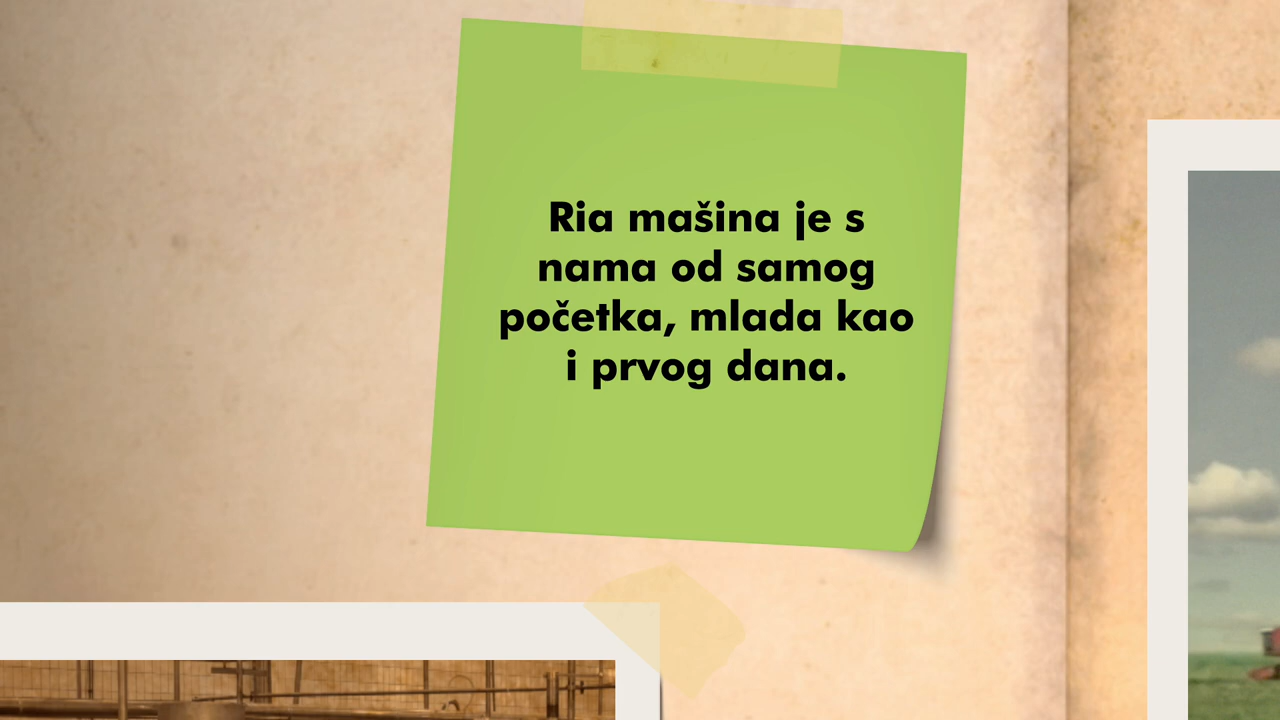 Ria mašina je s
nama od samog
početka, mlada kao
i prvog dana.